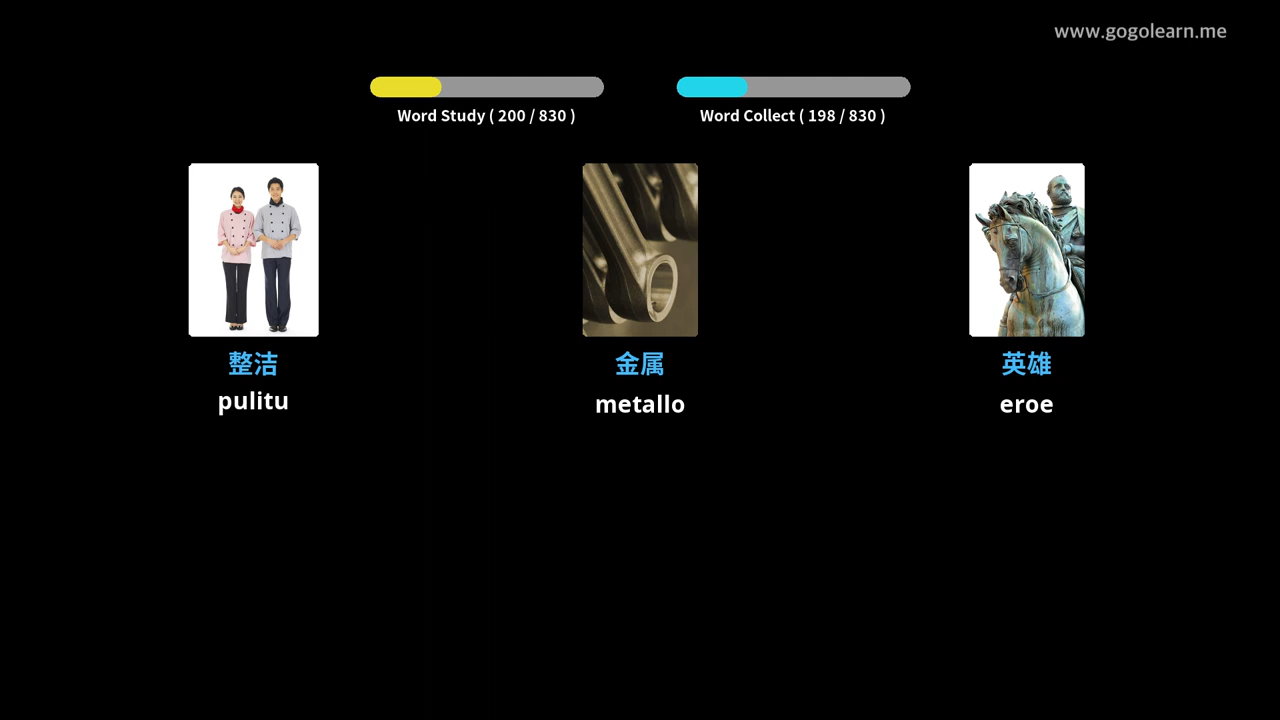 www.gogolearn.me
Word Study ( 200 / 830 )
Word Collect ( 198 / 830 )
整洁
金属
英雄
pulitu
metallo
eroe